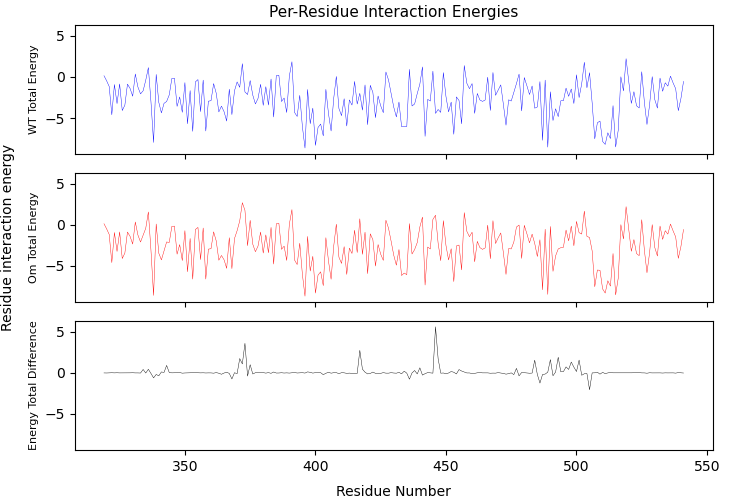 Per-Residue Interaction Energies
Residue interaction energy
WT Total Energy
5
0
−5
Om Total Energy
5
0
−5
Energy Total Difference
5
0
−5
350 400 450 500 550
Residue Number